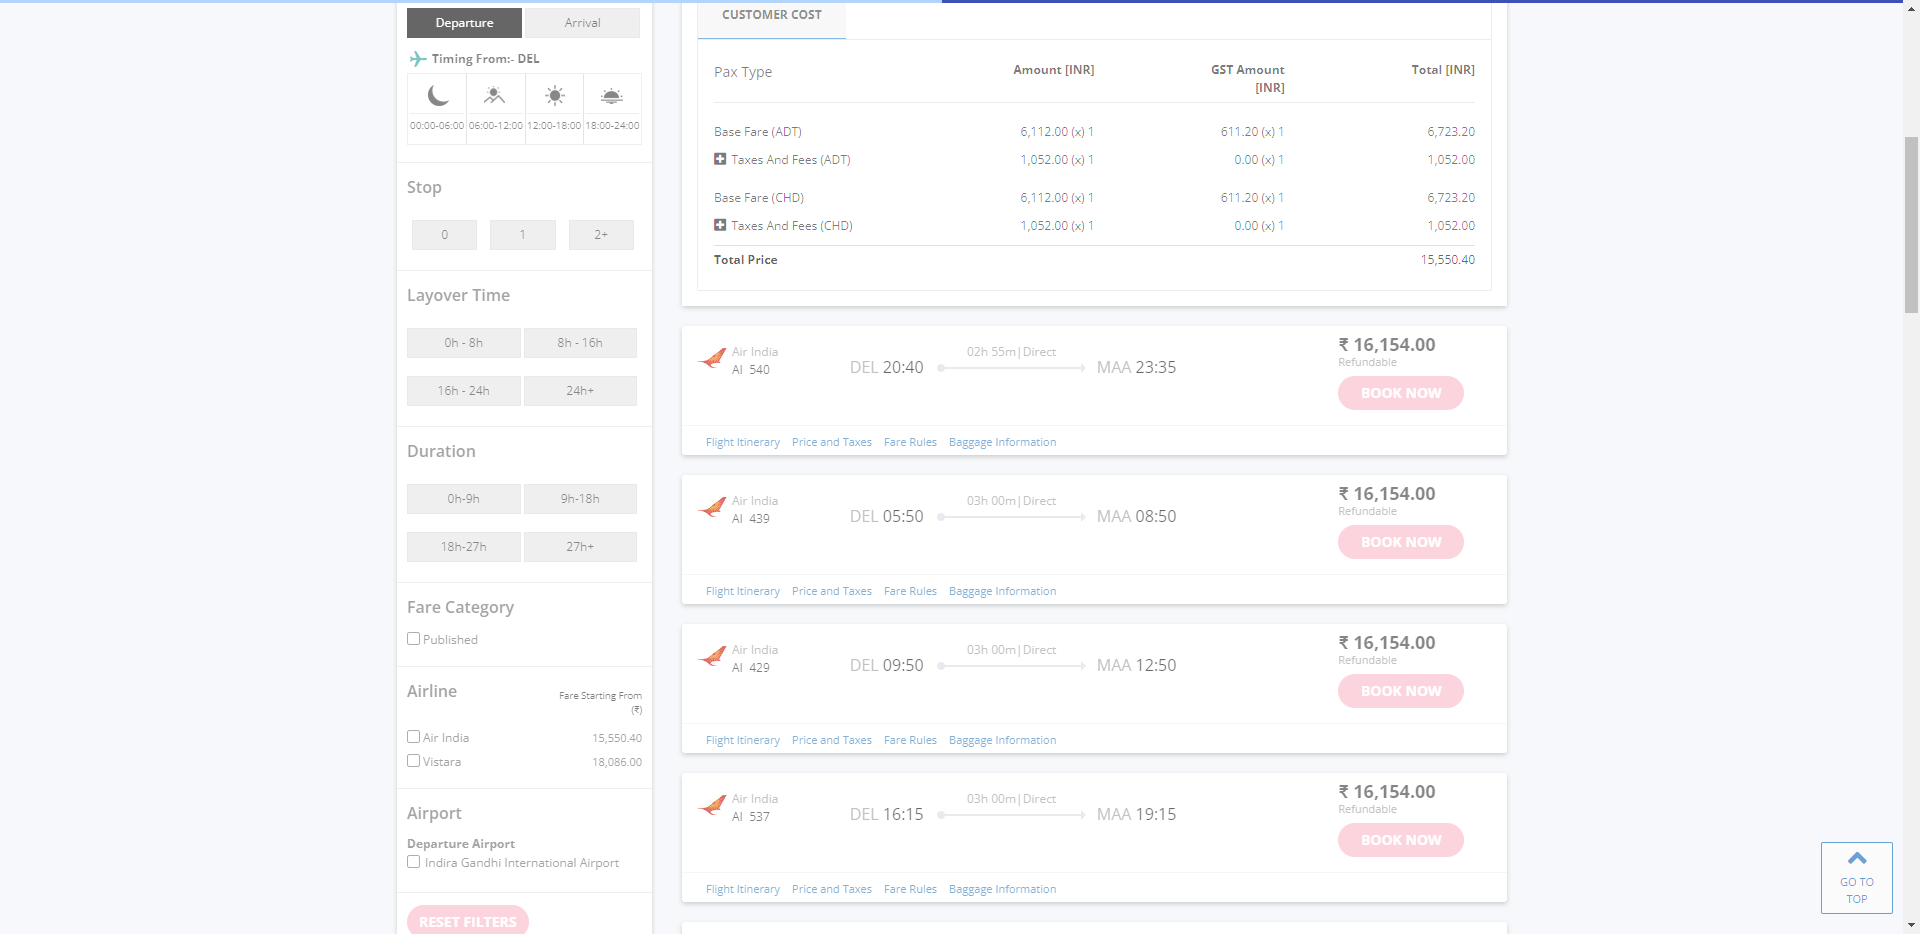 Departure
Arrival
Timing From:- DEL
00:00-06:00 06:00-12:00 12:00-18:00 18:00-24:00
Stop
0
1
2+
Layover Time
0h - 8h
8h - 16h
16h - 24h
24h+
Duration
0h-9h
9h-18h
18h-27h
27h+
Fare Category
Published
Airline
Fare Starting From
(₹)
Air India 15,550.40
Vistara 18,086.00
Airport
Departure Airport
Indira Gandhi International Airport
RESET FILTERS
CUSTOMER COST
Pax Type Amount [INR] GST Amount
[INR] Total [INR]
Base Fare (ADT) 6,112.00 (x) 1 611.20 (x) 1 6,723.20
Taxes And Fees (ADT) 1,052.00 (x) 1 0.00 (x) 1 1,052.00
Base Fare (CHD) 6,112.00 (x) 1 611.20 (x) 1 6,723.20
Taxes And Fees (CHD) 1,052.00 (x) 1 0.00 (x) 1 1,052.00
Total Price 15,550.40
Air India
AI 540
DEL 20:40
02h 55m|Direct
MAA 23:35
₹ 16,154.00
Refundable
BOOK NOW
Flight Itinerary Price and Taxes Fare Rules Baggage Information
Air India
AI 439
DEL 05:50
03h 00m|Direct
MAA 08:50
₹ 16,154.00
Refundable
BOOK NOW
Flight Itinerary Price and Taxes Fare Rules Baggage Information
Air India
AI 429
DEL 09:50
03h 00m|Direct
MAA 12:50
₹ 16,154.00
Refundable
BOOK NOW
Flight Itinerary Price and Taxes Fare Rules Baggage Information
Air India
AI 537
DEL 16:15
03h 00m|Direct
MAA 19:15
₹ 16,154.00
Refundable
BOOK NOW
Flight Itinerary Price and Taxes Fare Rules Baggage Information
GO TO
TOP